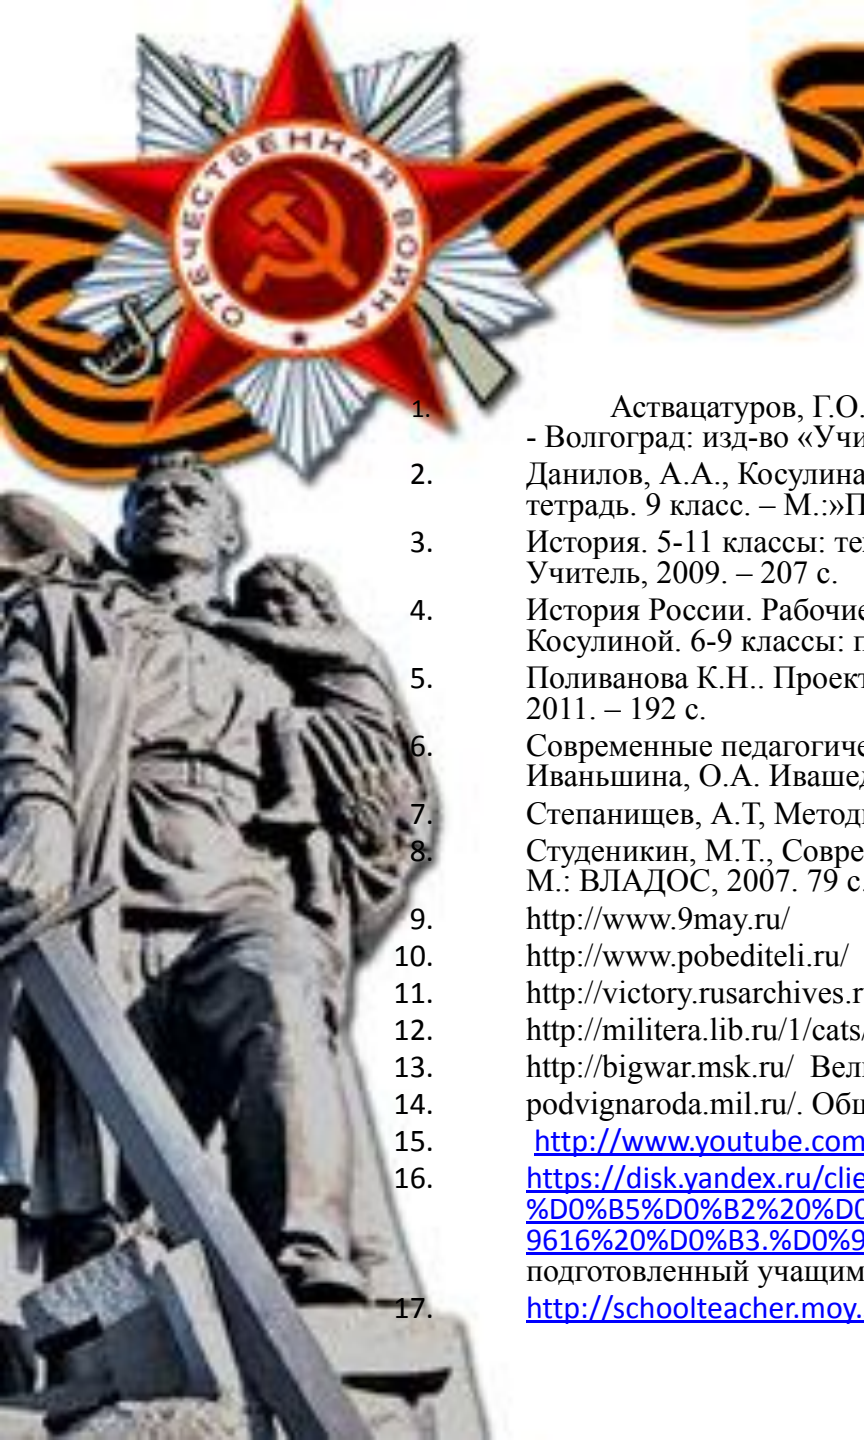 ОТЕЧЕСТВЕННАЯ ВОЙНА
1. Аствацатуров, Г.О.
- Волгоград: изд-во «Учи
2. Данилов, А.А., Косулина
тетрадь. 9 класс. – М.:»П
3. История. 5-11 классы: те
Учитель, 2009. – 207 с.
4. История России. Рабочие
Косулиной. 6-9 классы: п
5. Поливанова К.Н.. Проект
2011. – 192 с.
6. Современные педагогиче
Иваньшина, О.А. Ивашед
7. Степанищев, А.Т, Метод
8. Студеникин, М.Т., Совре
М.: ВЛАДОС, 2007. 79 с.
9. http://www.9may.ru/
10. http://www.pobediteli.ru/
11. http://victory.rusarchives.r
12. http://militera.lib.ru/1/cats/
13. http://bigwar.msk.ru/ Вели
14. podvignaroda.mil.ru/. Общ
15. http://www.youtube.com
16. https://disk.yandex.ru/clie
%D0%B5%D0%B2%20%D0
9616%20%D0%B3.%D0%9
подготовленный учащим
17. http://schoolteacher.moy.